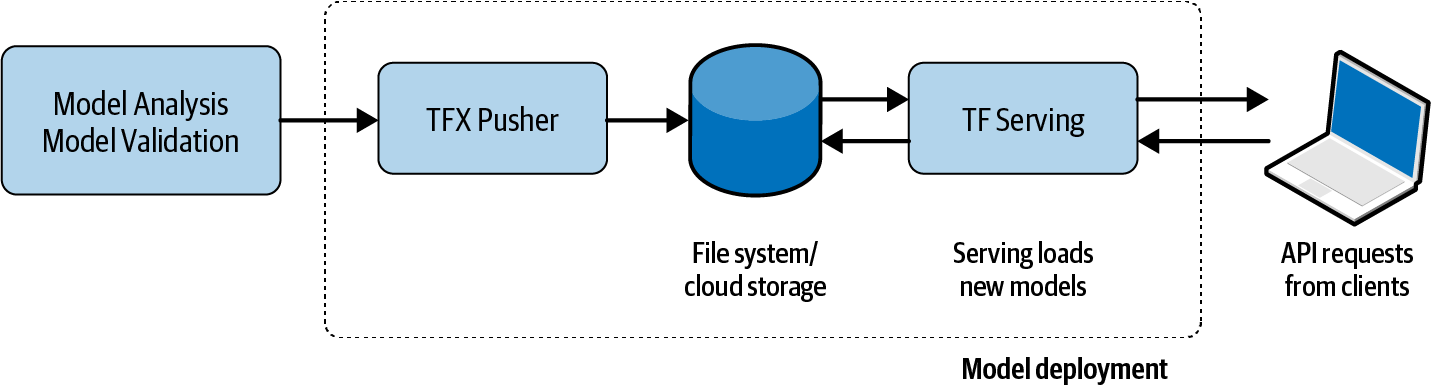 Model Analysis
Model Validation
TFX Pusher
TF Serving
File system/
cloud storage
Serving loads
new models
API requests
from clients
Model deployment